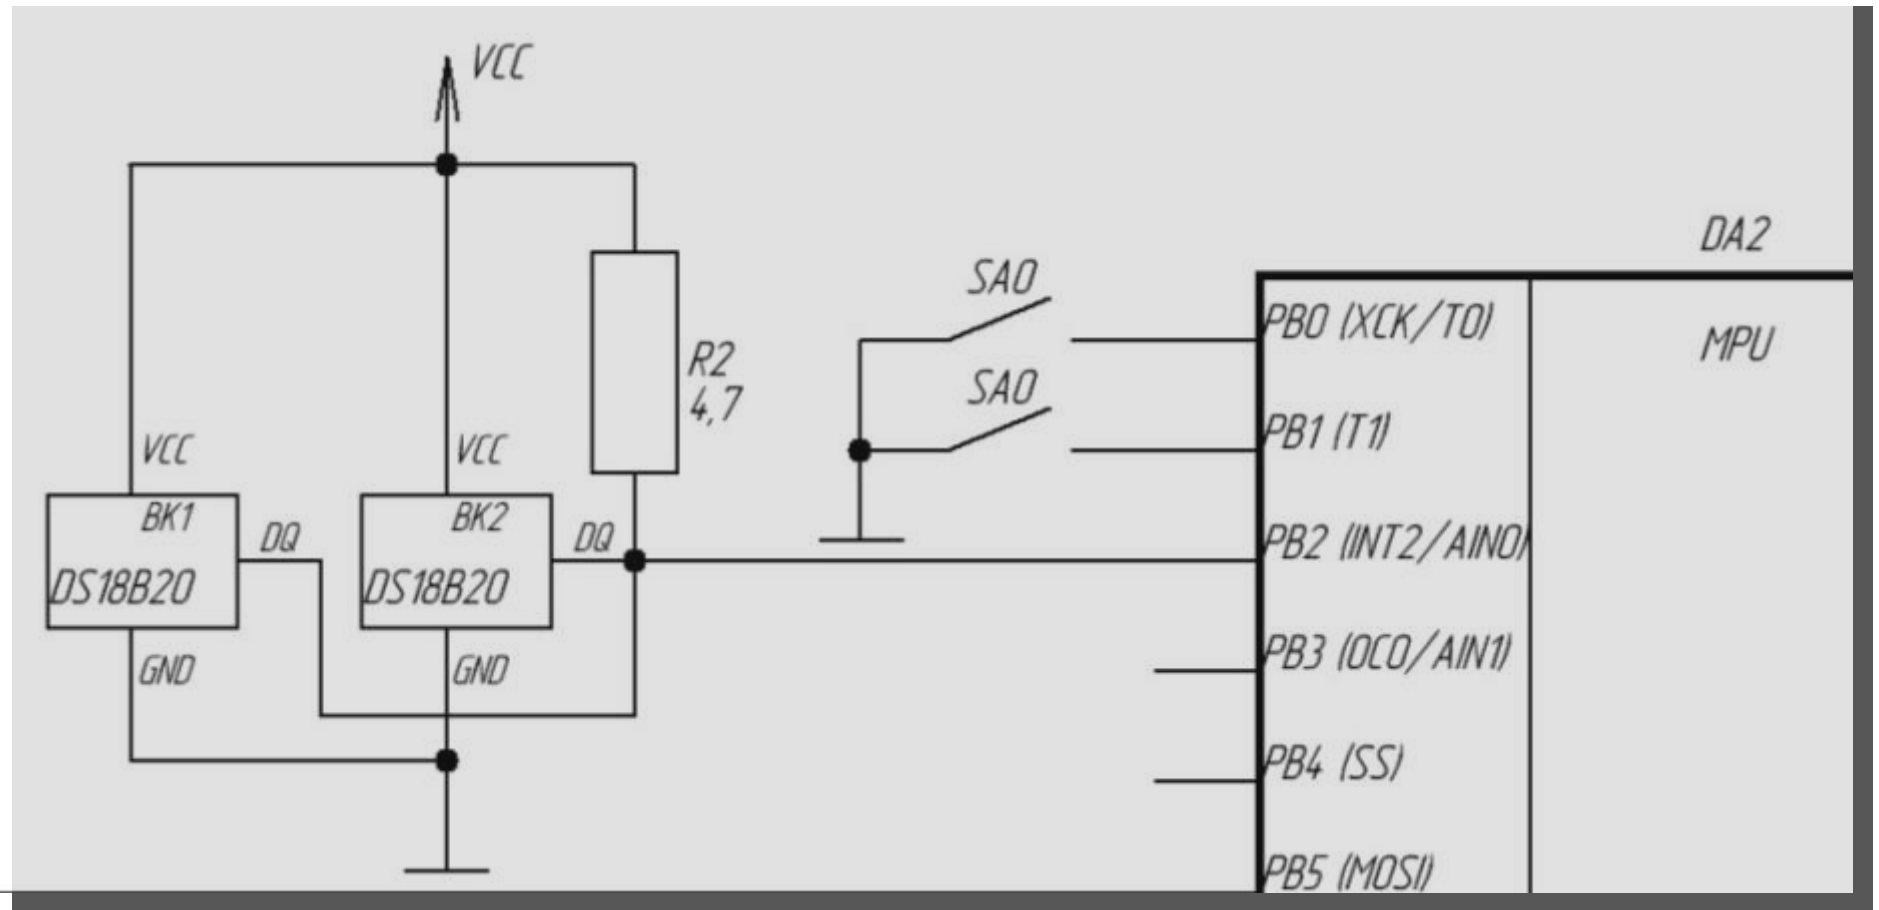 VCC
DA2
SA0
PB0 (XCK/T0)
MPU
R2
4,7
SA0
PB1 (T1)
VCC
VCC
BK1
DQ
BK2
DQ
PB2 (INT2/AIN0)
DS18B20
DS18B20
GND
GND
PB3 (OC0/AIN1)
PB4 (SS)
PB5 (MOSI)